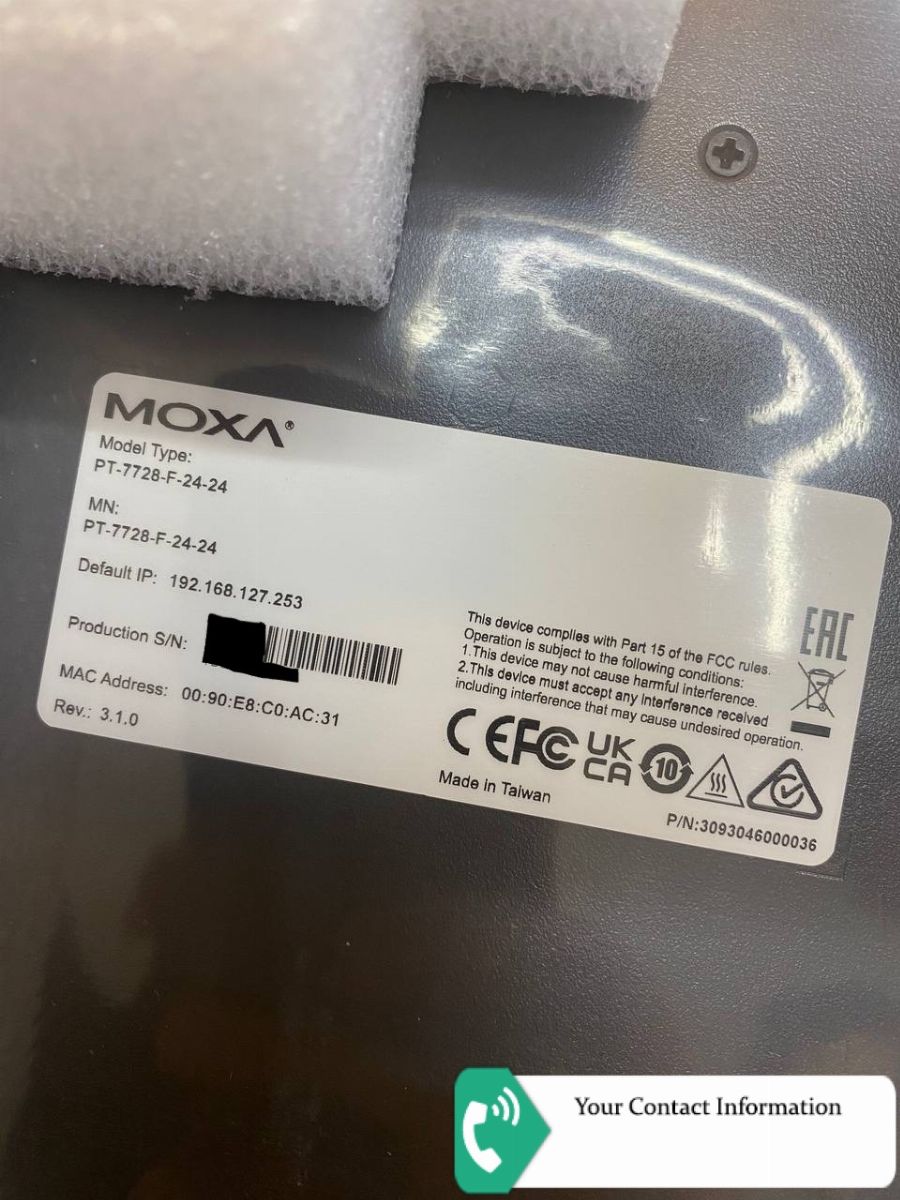 MOXA®
Model Type:
PT-7728-F-24-24
MN:
PT-7728-F-24-24
Default IP: 192.168.127.253
Production S/N:
MAC Address: 00:90:E8:C0:AC:31
Rev.: 3.1.0
This device complies with Part 15 of the FCC rules.
Operation is subject to the following conditions:
1.This device may not cause harmful interference.
2.This device must accept any interference received
including interference that may cause undesired operation.
EAC
CE FC UK
CA 10
Made in Taiwan
P/N:3093046000036
Your Contact Information